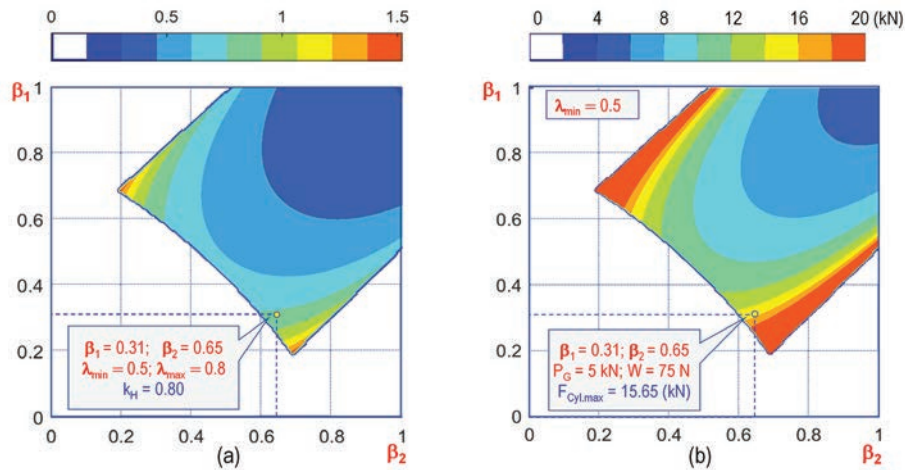 0 0.5 1 1.5
β₁
1
0.8
0.6
0.4
0.2
0
β₁ = 0.31; β₂ = 0.65
λmin = 0.5; λmax = 0.8
kH = 0.80
0.2 0.4 0.6 0.8 1
(a)
β₂
0 4 8 12 16 20 (kN)
β₁
λmin = 0.5
1
0.8
0.6
0.4
0.2
0
β₁ = 0.31; β₂ = 0.65
PG = 5 kN; W = 75 N
FCyl.max = 15.65 (kN)
0 0.2 0.4 0.6 0.8 1
(b)
β₂